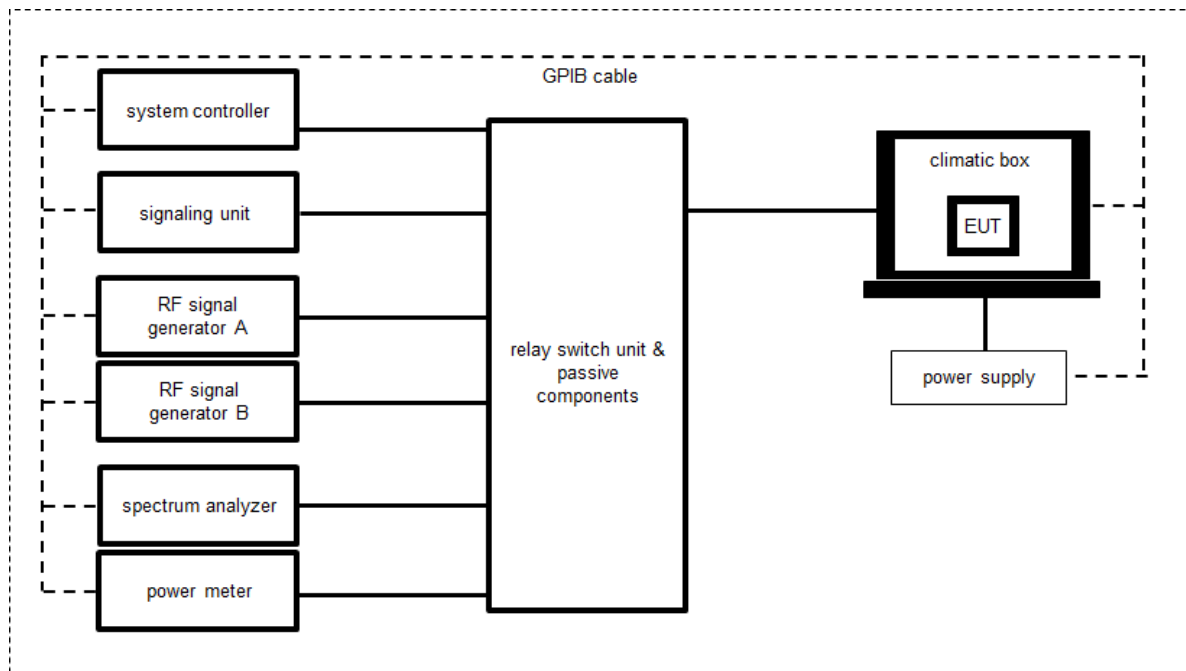 GPIB cable
system controller
signaling unit
RF signal
generator A
RF signal
generator B
spectrum analyzer
power meter
relay switch unit &
passive
components
climatic box
EUT
power supply